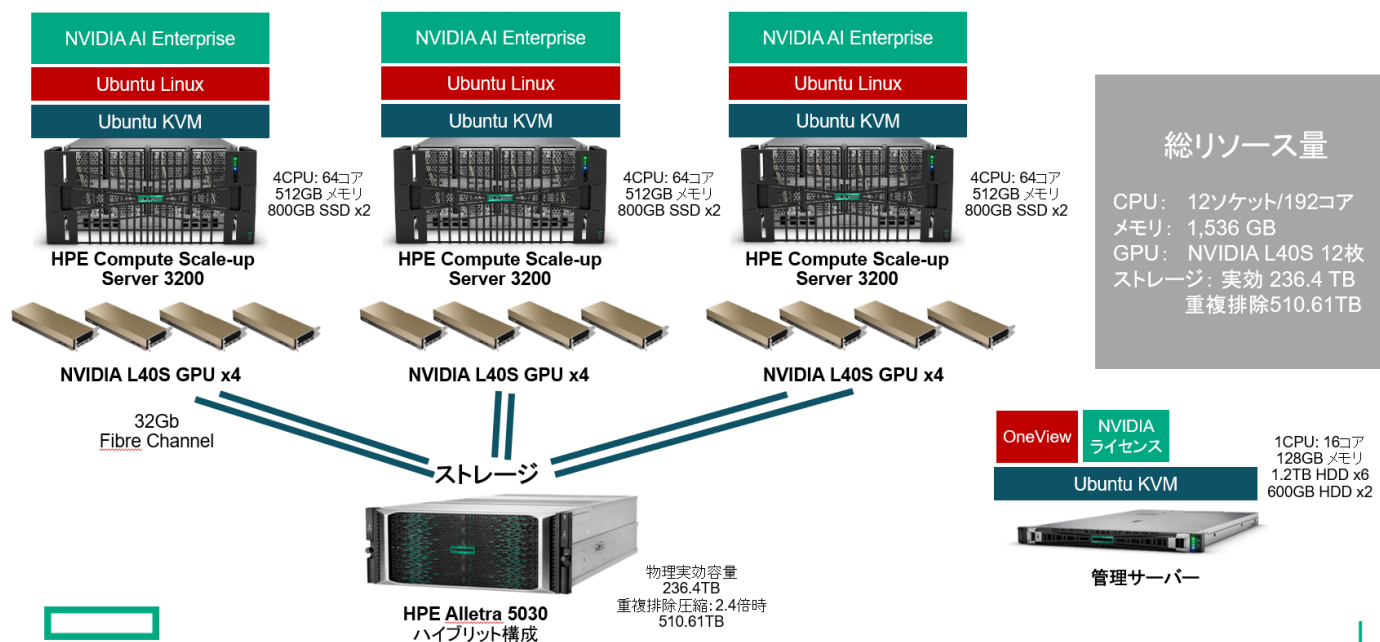 NVIDIA AI Enterprise
Ubuntu Linux
Ubuntu KVM
4CPU: 64コア
512GB メモリ
800GB SSD x2
HPE Compute Scale-up
Server 3200
NVIDIA L40S GPU x4
NVIDIA AI Enterprise
Ubuntu Linux
Ubuntu KVM
4CPU: 64コア
512GB メモリ
800GB SSD x2
HPE Compute Scale-up
Server 3200
NVIDIA L40S GPU x4
NVIDIA AI Enterprise
Ubuntu Linux
Ubuntu KVM
4CPU: 64コア
512GB メモリ
800GB SSD x2
HPE Compute Scale-up
Server 3200
NVIDIA L40S GPU x4
総リソース量
CPU： 12ソケット/192コア
メモリ： 1,536 GB
GPU： NVIDIA L40S 12枚
ストレージ： 実効 236.4 TB
重複排除510.61TB
32Gb
Fibre Channel
ストレージ
物理実効容量
236.4TB
重複排除圧縮：2.4倍時
510.61TB
HPE Alletra 5030
ハイブリット構成
OneView
NVIDIA
ライセンス
Ubuntu KVM
1CPU: 16コア
128GB メモリ
1.2TB HDD x6
600GB HDD x2
管理サーバー